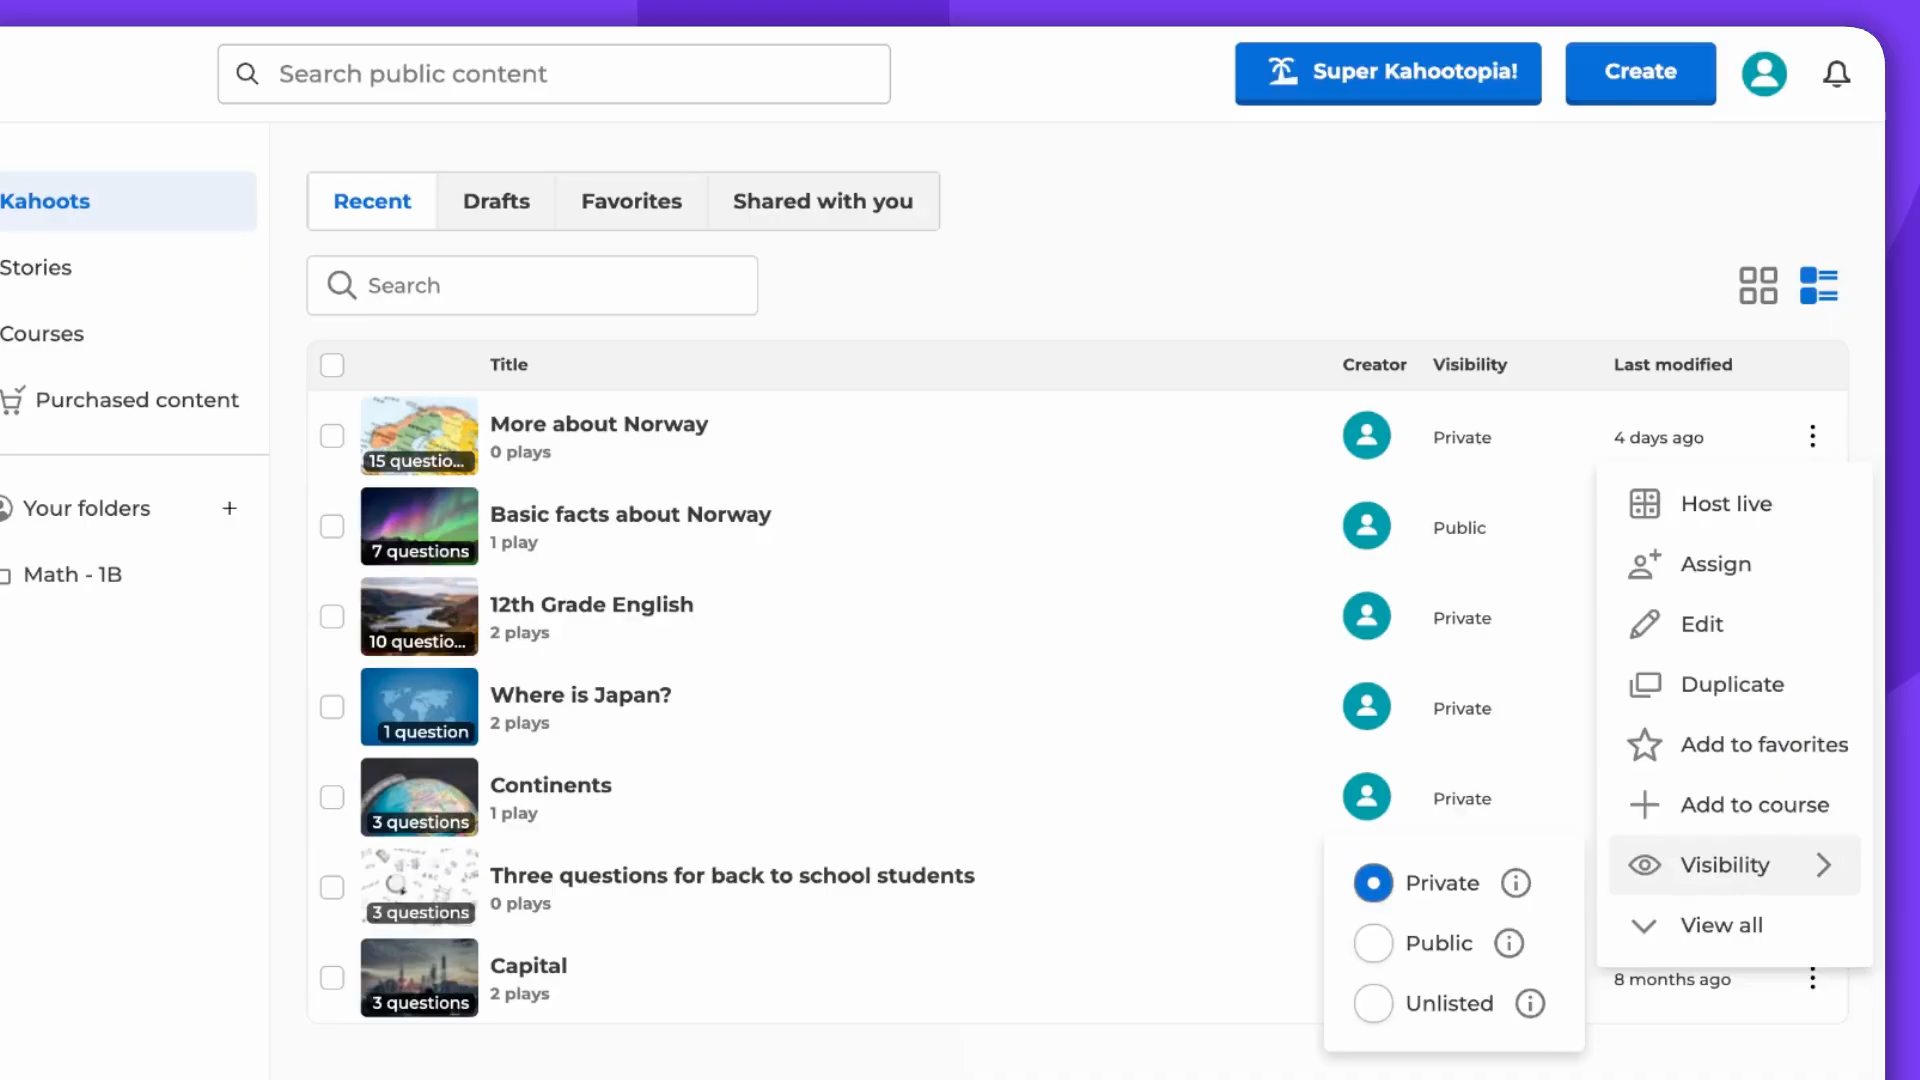 Search public content
Super Kahootopia!
Create
Kahoots
Stories
Courses
Purchased content
Your folders
+
Math - 1B
Recent
Drafts
Favorites
Shared with you
Search
Title
Creator
Visibility
Last modified
15 questio...
More about Norway
0 plays
Private
4 days ago
7 questions
Basic facts about Norway
1 play
Public
10 questio...
12th Grade English
2 plays
Private
1 question
Where is Japan?
2 plays
Private
3 questions
Continents
1 play
Private
3 questions
Three questions for back to school students
0 plays
3 questions
Capital
2 plays
8 months ago
Host live
Assign
Edit
Duplicate
Add to favorites
Add to course
Visibility
View all
Private
Public
Unlisted